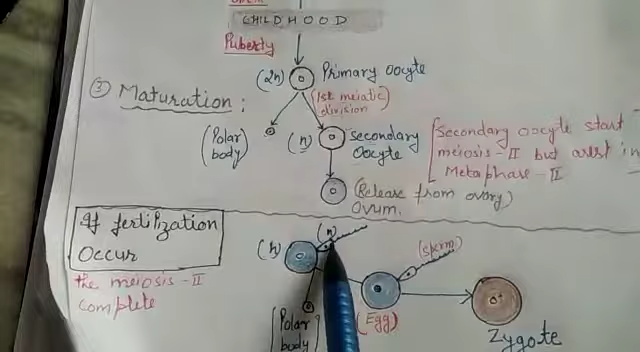 CHILDHOOD
Puberty
(2n) Primary Oocyte
③ Maturation :
(1st meiotic) division
(Polar body)
(n) secondary Oocyte
[Secondary oocyte start
meiosis - II but arest in
Metaphase - II
(Release from ovary)
Ovum.
If fertilization
Occur
the meiosis - II
complete
(n)
(n)
(sperm)
[Polar body]
(Egg)
Zygote